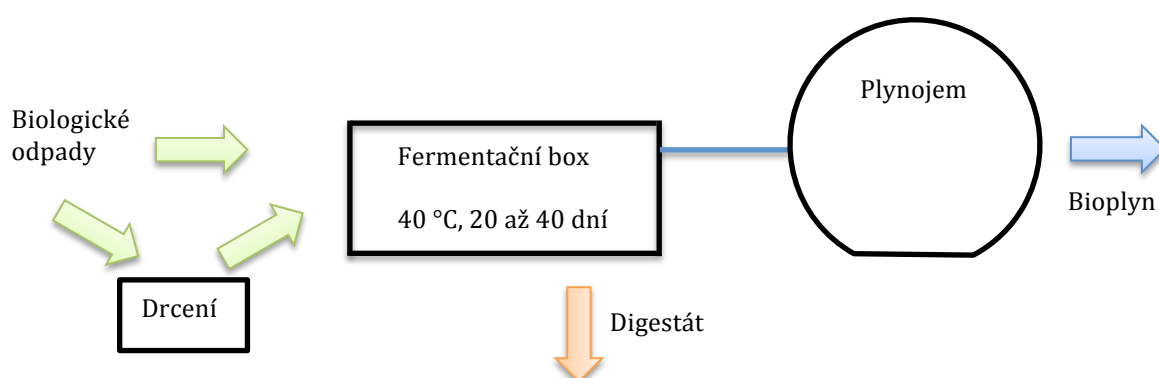 Biologické
odpady
Drcení
Fermentační box
40 °C, 20 až 40 dní
Digestát
Plynojem
Bioplyn